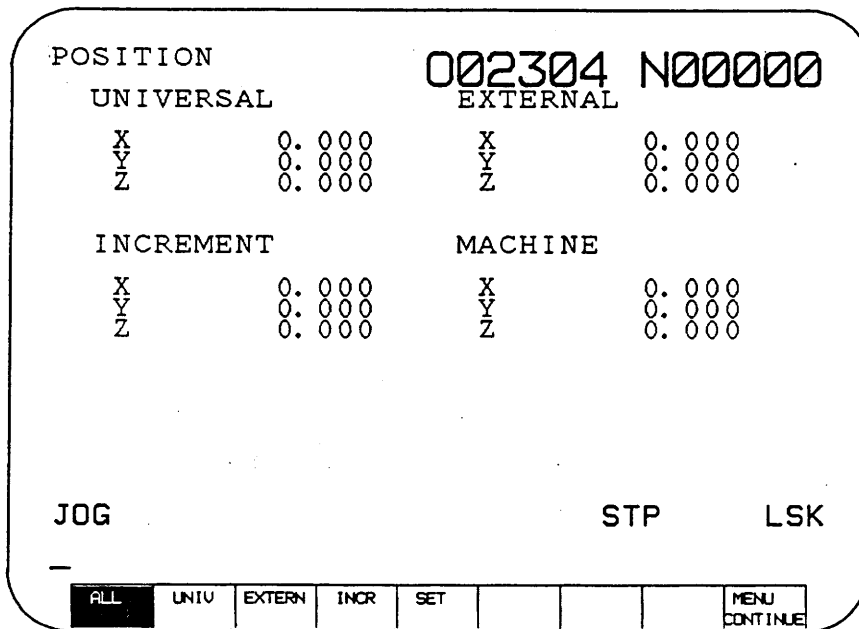 POSITION O02304 N00000
UNIVERSAL EXTERNAL
X 0.000 X 0.000
Y 0.000 Y 0.000
Z 0.000 Z 0.000
INCREMENT MACHINE
X 0.000 X 0.000
Y 0.000 Y 0.000
Z 0.000 Z 0.000
JOG STP LSK
_
ALL UNIV EXTERN INCR SET MENU
CONTINUE